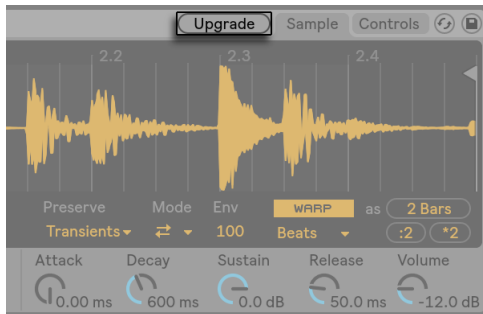 Upgrade Sample Controls
2.2 2.3 2.4
Preserve Mode Env WARP as 2 Bars
Transients 100 Beats :2 *2
Attack Decay Sustain Release Volume
0.00 ms 600 ms 0.0 dB 50.0 ms -12.0 dB